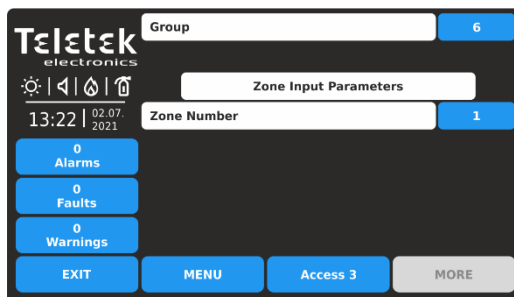 Teletek
electronics
13:22 02.07.
2021
0
Alarms
0
Faults
0
Warnings
EXIT
Group 6
Zone Input Parameters
Zone Number 1
MENU Access 3 MORE